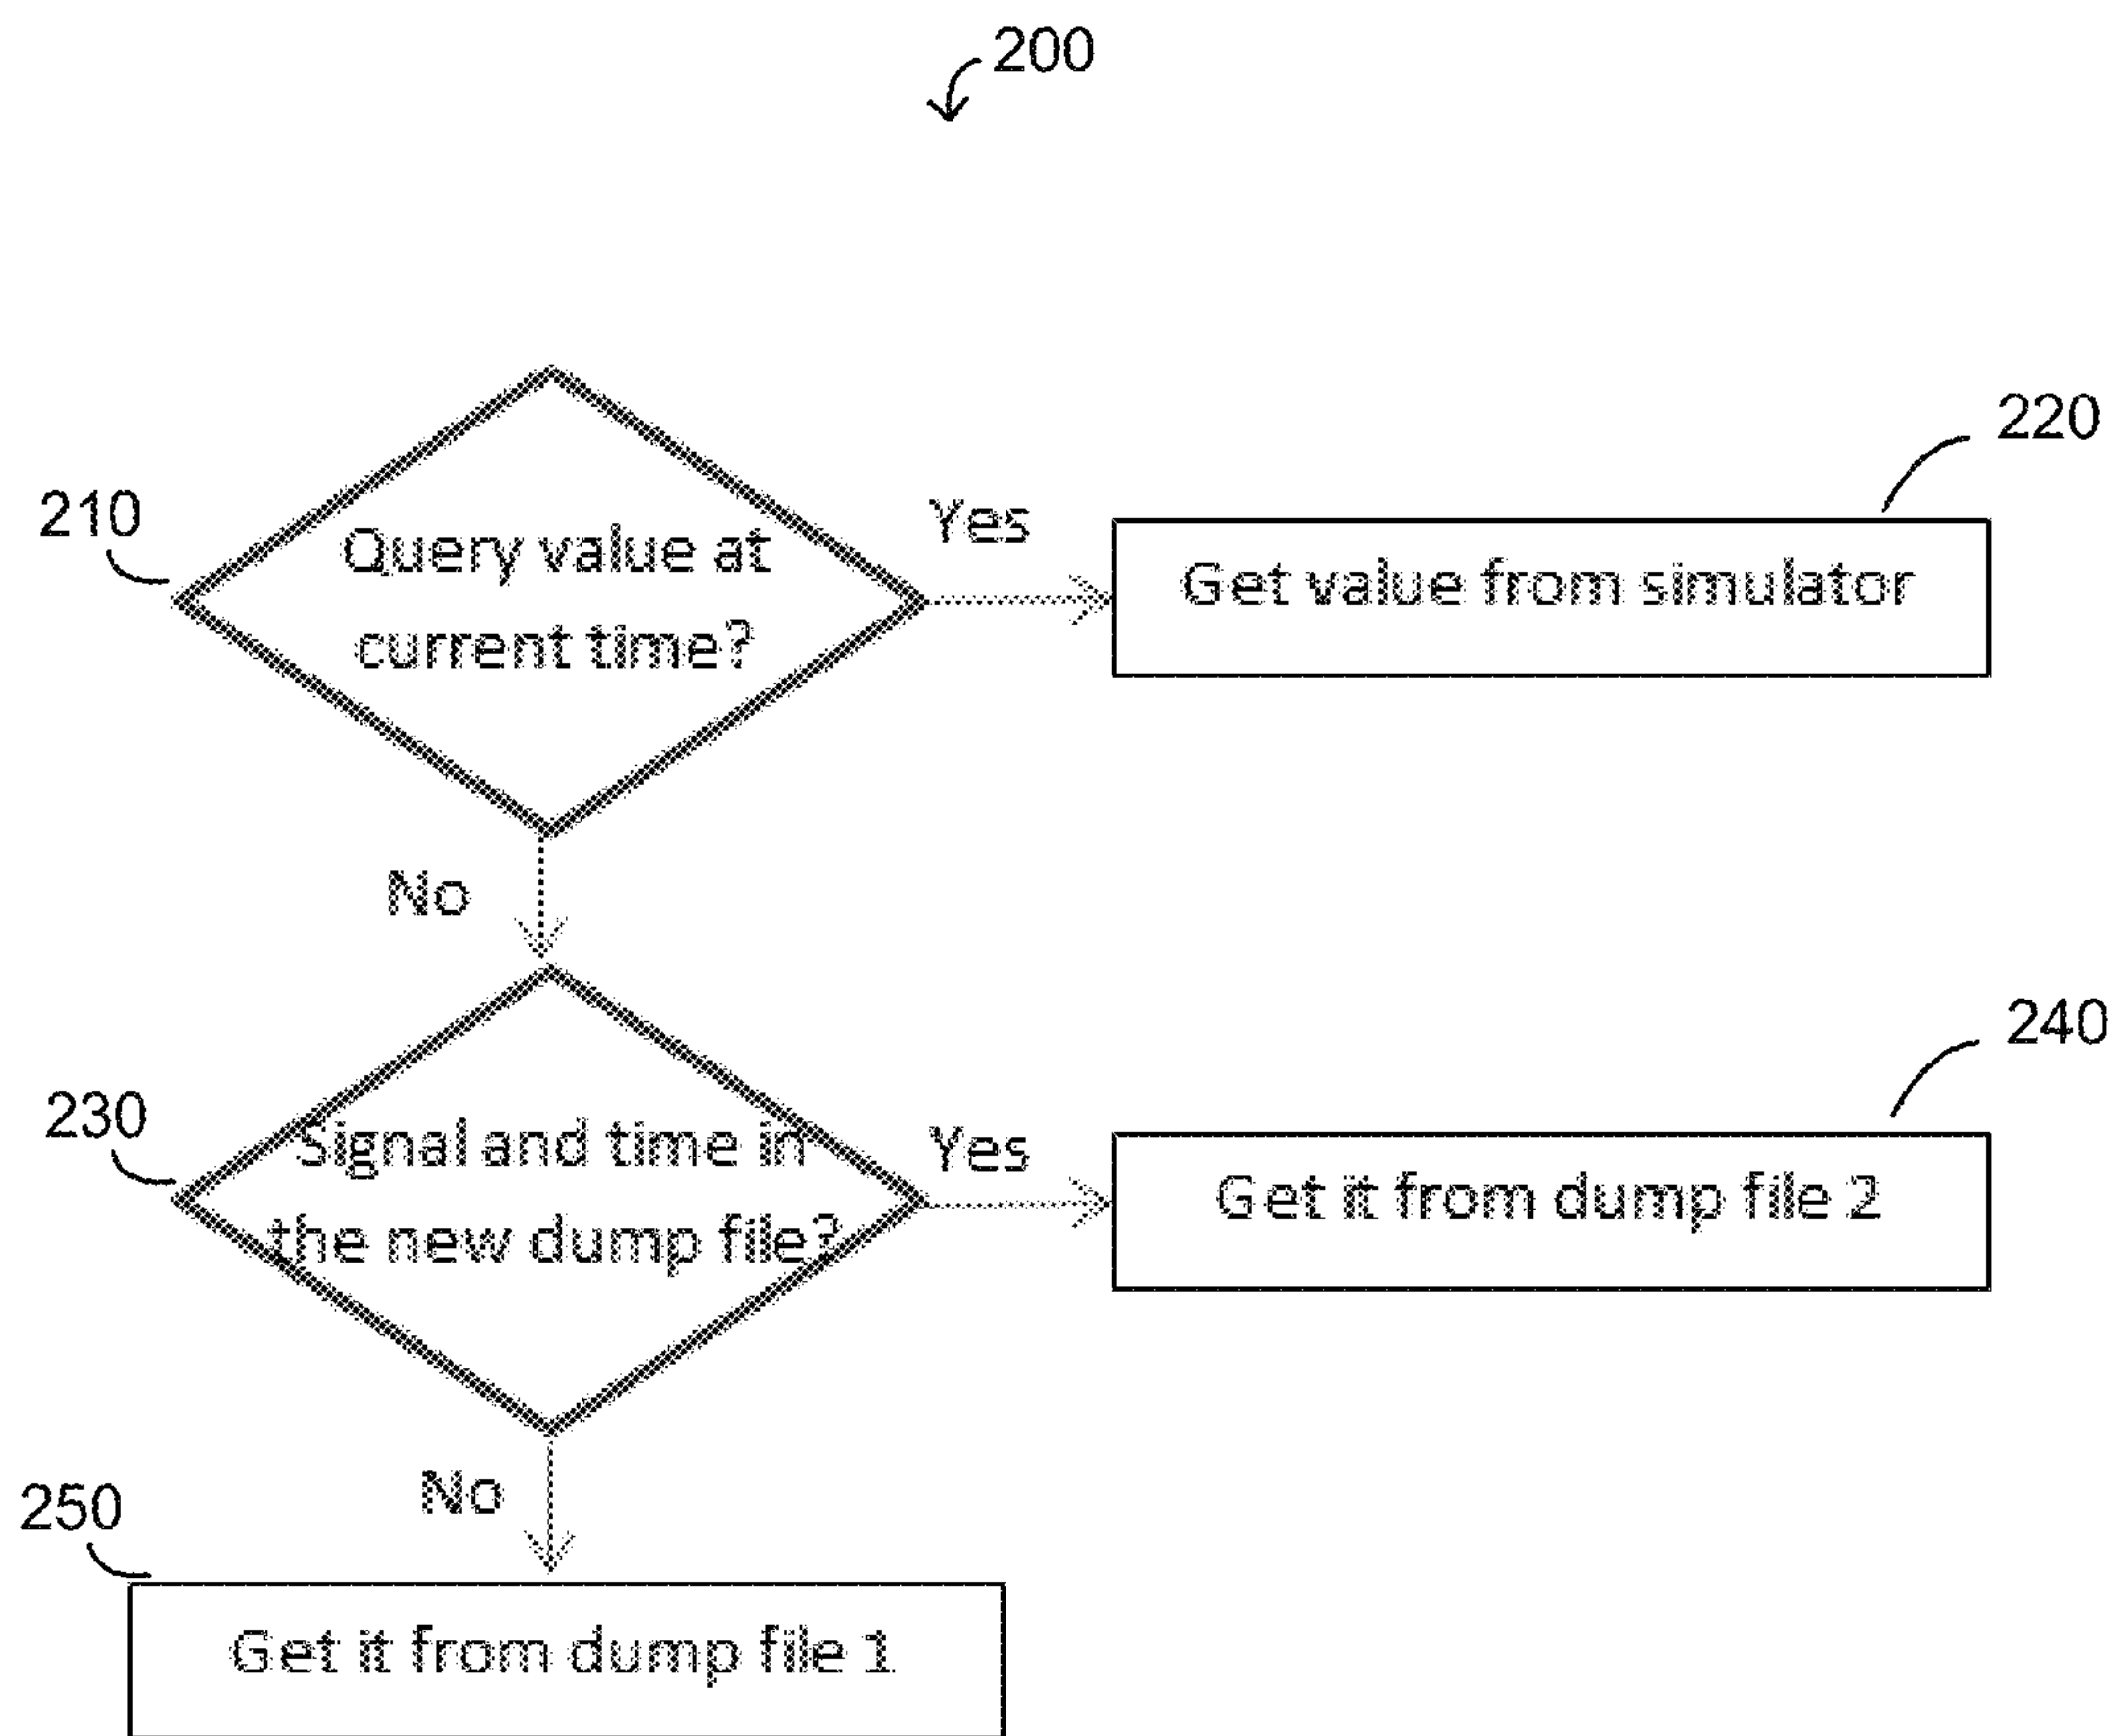 200
210
Query value at
current time?
Yes
220
Get value from simulator
No
230
Signal and time in
the new dump file?
Yes
240
Get it from dump file 2
No
250
Get it from dump file 1